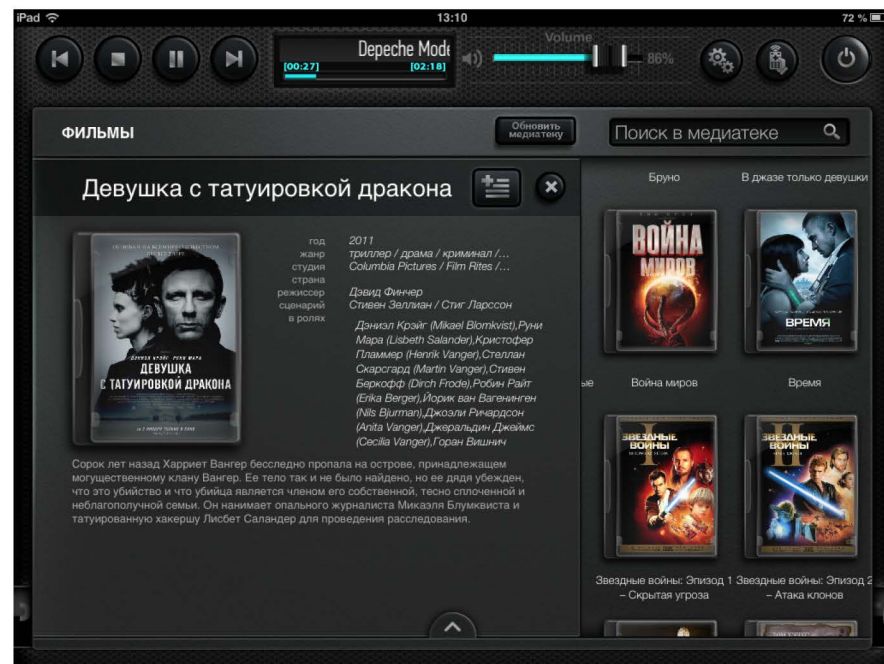 iPad
13:10
72 %
Depeche Mode
[00:27]
[02:18]
Volume
86%
ФИЛЬМЫ
Обновить
медиатеку
Поиск в медиатеке
Девушка с татуировкой дракона
год 2011
жанр триллер / драма / криминал /...
студия Columbia Pictures / Film Rites /...
страна
режиссер Дэвид Финчер
сценарий Стивен Зеллиан / Стиг Ларссон
в ролях
Дэниэл Крэйг (Mikael Blomkvist),Руни
Мара (Lisbeth Salander),Кристофер
Пламмер (Henrik Vanger),Стеллан
Скарсгард (Martin Vanger),Стивен
Беркофф (Dirch Frode),Робин Райт
(Erika Berger),Йорик ван Вагенинген
(Nils Bjurman),Джоэли Ричардсон
(Anita Vanger),Джеральдин Джеймс
(Cecilia Vanger),Горан Вишнич
ДЕВУШКА
С ТАТУИРОВКОЙ ДРАКОНА
Сорок лет назад Харриет Вангер бесследно пропала на острове, принадлежащем
могущественному клану Вангер. Ее тело так и не было найдено, но ее дядя убежден,
что это убийство и что убийца является членом его собственной, тесно сплоченной и
неблагополучной семьи. Он нанимает опального журналиста Микаэля Блумквиста и
татуированную хакершу Лисбет Саландер для проведения расследования.
Бруно
В джазе только девушки
ВОЙНА
МИРОВ
ВРЕМЯ
ые
Война миров
Время
ЗВЕЗДНЫЕ
ВОЙНЫ
I
ЗВЕЗДНЫЕ
ВОЙНЫ
II
Звездные войны: Эпизод 1
– Скрытая угроза
Звездные войны: Эпизод 2
– Атака клонов